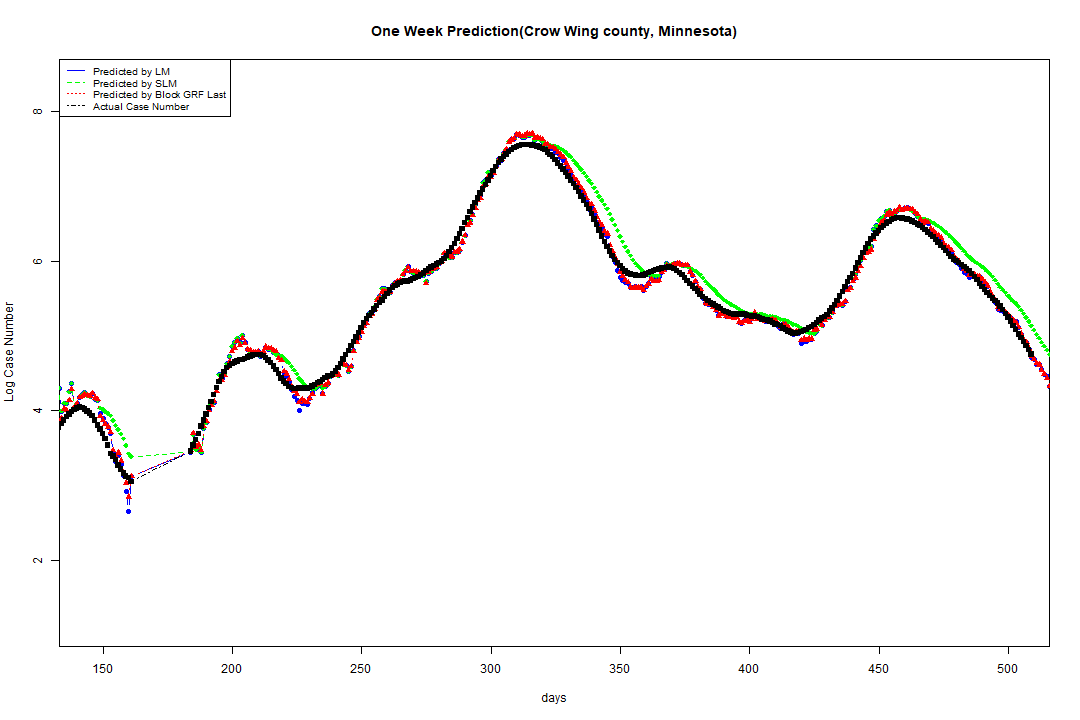 One Week Prediction(Crow Wing county, Minnesota)
Predicted by LM
Predicted by SLM
Predicted by Block GRF Last
Actual Case Number
8
6
4
2
Log Case Number
150 200 250 300 350 400 450 500
days